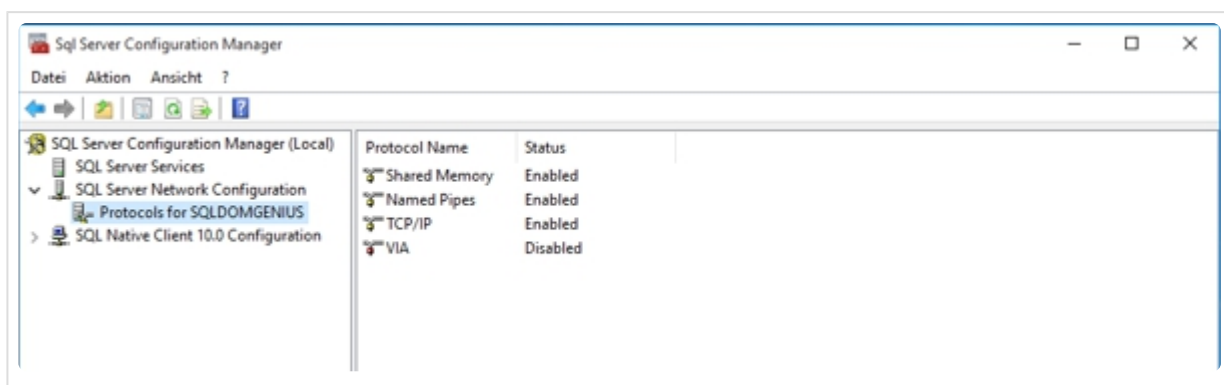 Sql Server Configuration Manager
Datei Aktion Ansicht ?
SQL Server Configuration Manager (Local)
SQL Server Services
SQL Server Network Configuration
Protocols for SQLDOMGENIUS
SQL Native Client 10.0 Configuration
Protocol Name Status
Shared Memory Enabled
Named Pipes Enabled
TCP/IP Enabled
VIA Disabled